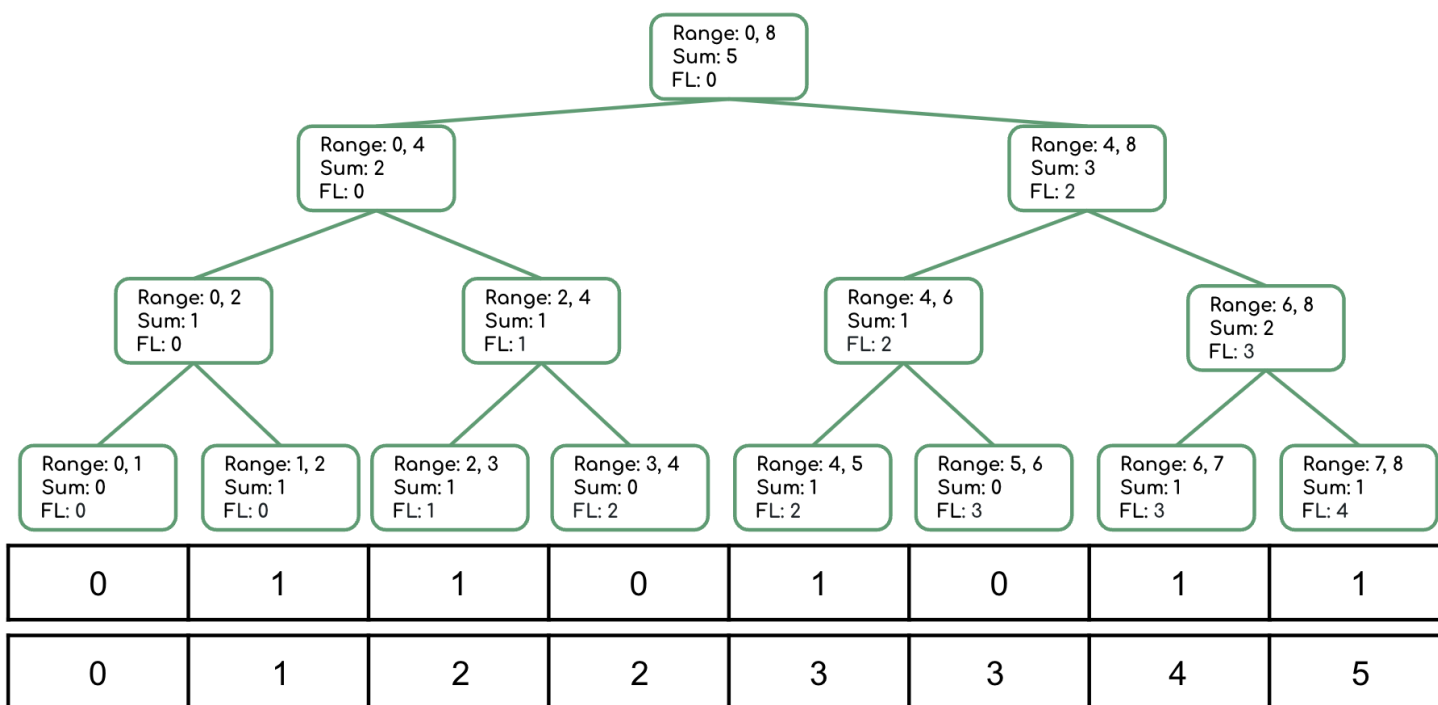 Range: 0, 8
Sum: 5
FL: 0
Range: 0, 4
Sum: 2
FL: 0
Range: 4, 8
Sum: 3
FL: 2
Range: 0, 2
Sum: 1
FL: 0
Range: 2, 4
Sum: 1
FL: 1
Range: 4, 6
Sum: 1
FL: 2
Range: 6, 8
Sum: 2
FL: 3
Range: 0, 1
Sum: 0
FL: 0
Range: 1, 2
Sum: 1
FL: 0
Range: 2, 3
Sum: 1
FL: 1
Range: 3, 4
Sum: 0
FL: 2
Range: 4, 5
Sum: 1
FL: 2
Range: 5, 6
Sum: 0
FL: 3
Range: 6, 7
Sum: 1
FL: 3
Range: 7, 8
Sum: 1
FL: 4
0 1 1 0 1 0 1 1
0 1 2 2 3 3 4 5